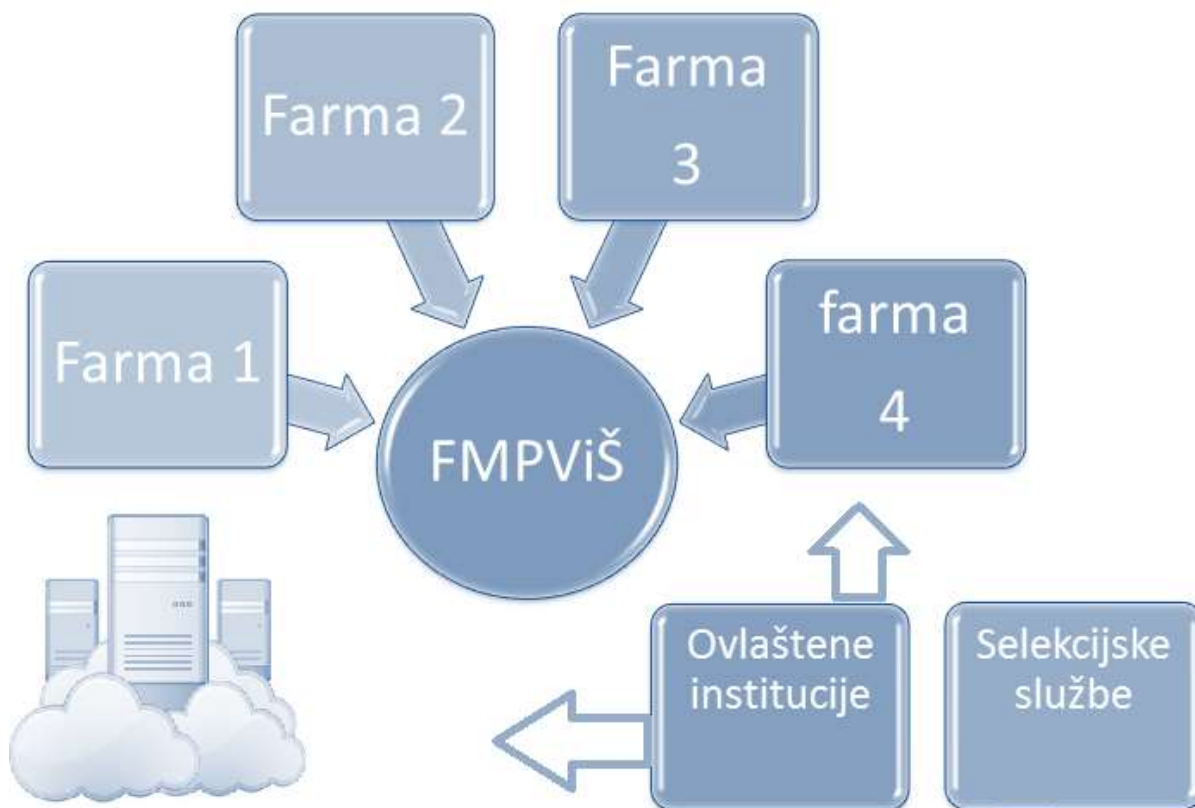 Farma 2
Farma
3
Farma 1
farma
4
FMPViŠ
Ovlaštene
institucije
Selekcijske
službe